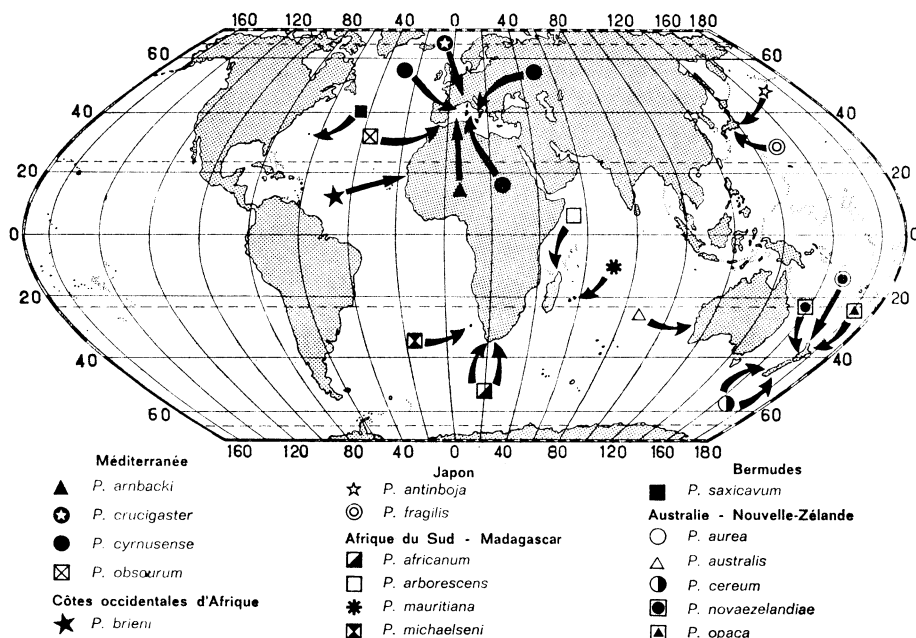 160 120 80 40 0 40 80 120 160 180
60 60
40 40
20 20
0 0
20 20
40 40
60 60
160 120 80 40 0 40 80 120 160 180
Méditerranée
P. arnbacki
P. crucigaster
P. cyrnusense
P. obscurum
Côtes occidentales d'Afrique
P. brieni
Japon
P. antinboja
P. fragilis
Afrique du Sud - Madagascar
P. africanum
P. arborescens
P. mauritiana
P. michaelseni
Bermudes
P. saxicavum
Australie - Nouvelle-Zélande
P. aurea
P. australis
P. cereum
P. novaezelandiae
P. opaca